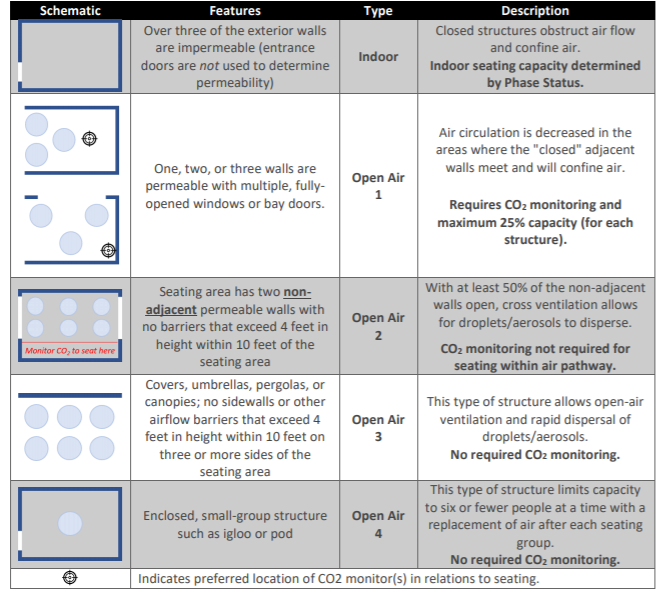 Schematic Features Type Description
Over three of the exterior walls
are impermeable (entrance
doors are not used to determine
permeability)
Indoor
Closed structures obstruct air flow
and confine air.
Indoor seating capacity determined
by Phase Status.
One, two, or three walls are
permeable with multiple, fully-
opened windows or bay doors.
Open Air
1
Air circulation is decreased in the
areas where the "closed" adjacent
walls meet and will confine air.
Requires CO₂ monitoring and
maximum 25% capacity (for each
structure).
Monitor CO₂ to seat here
Seating area has two non-
adjacent permeable walls with
no barriers that exceed 4 feet in
height within 10 feet of the
seating area
Open Air
2
With at least 50% of the non-adjacent
walls open, cross ventilation allows
for droplets/aerosols to disperse.
CO₂ monitoring not required for
seating within air pathway.
Covers, umbrellas, pergolas, or
canopies; no sidewalls or other
airflow barriers that exceed 4
feet in height within 10 feet on
three or more sides of the
seating area
Open Air
3
This type of structure allows open-air
ventilation and rapid dispersal of
droplets/aerosols.
No required CO₂ monitoring.
Enclosed, small-group structure
such as igloo or pod
Open Air
4
This type of structure limits capacity
to six or fewer people at a time with a
replacement of air after each seating
group.
No required CO₂ monitoring.
Indicates preferred location of CO2 monitor(s) in relations to seating.